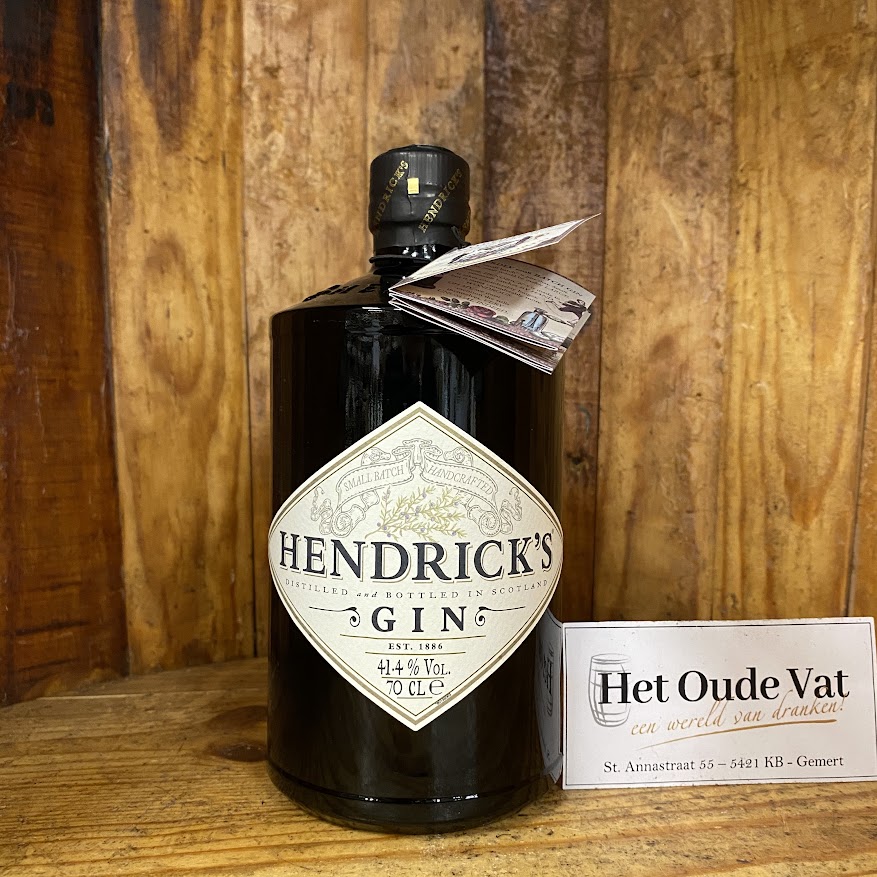 HENDRICK'S
SMALL BATCH HANDCRAFTED
HENDRICK'S
DISTILLED and BOTTLED IN SCOTLAND
GIN
EST. 1886
41.4 % VOL.
70 CL e
Het Oude Vat
een wereld van dranken!
St. Annastraat 55 – 5421 KB - Gemert